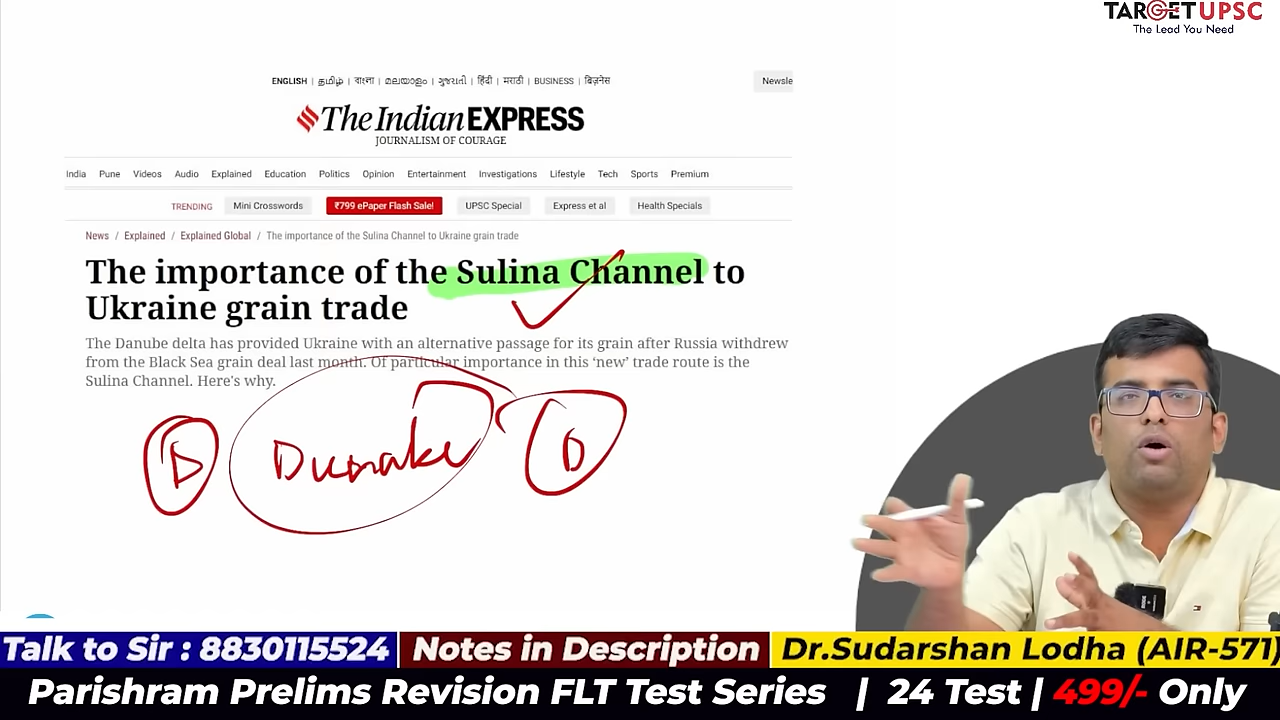 TARGETUPSC
The Lead You Need
ENGLISH | தமிழ் | বাংলা | മലയാളം | ગુજરાતી | हिंदी | मराठी | BUSINESS | बिज़नेस
Newsle
The Indian EXPRESS
JOURNALISM OF COURAGE
India Pune Videos Audio Explained Education Politics Opinion Entertainment Investigations Lifestyle Tech Sports Premium
TRENDING Mini Crosswords ₹799 ePaper Flash Sale! UPSC Special Express et al Health Specials
News / Explained / Explained Global / The importance of the Sulina Channel to Ukraine grain trade
The importance of the Sulina Channel to
Ukraine grain trade
The Danube delta has provided Ukraine with an alternative passage for its grain after Russia withdrew
from the Black Sea grain deal last month. Of particular importance in this ‘new’ trade route is the
Sulina Channel. Here's why.
D D
Talk to Sir : 8830115524 Notes in Description Dr.Sudarshan Lodha (AIR-571)
Parishram Prelims Revision FLT Test Series | 24 Test | 499/- Only